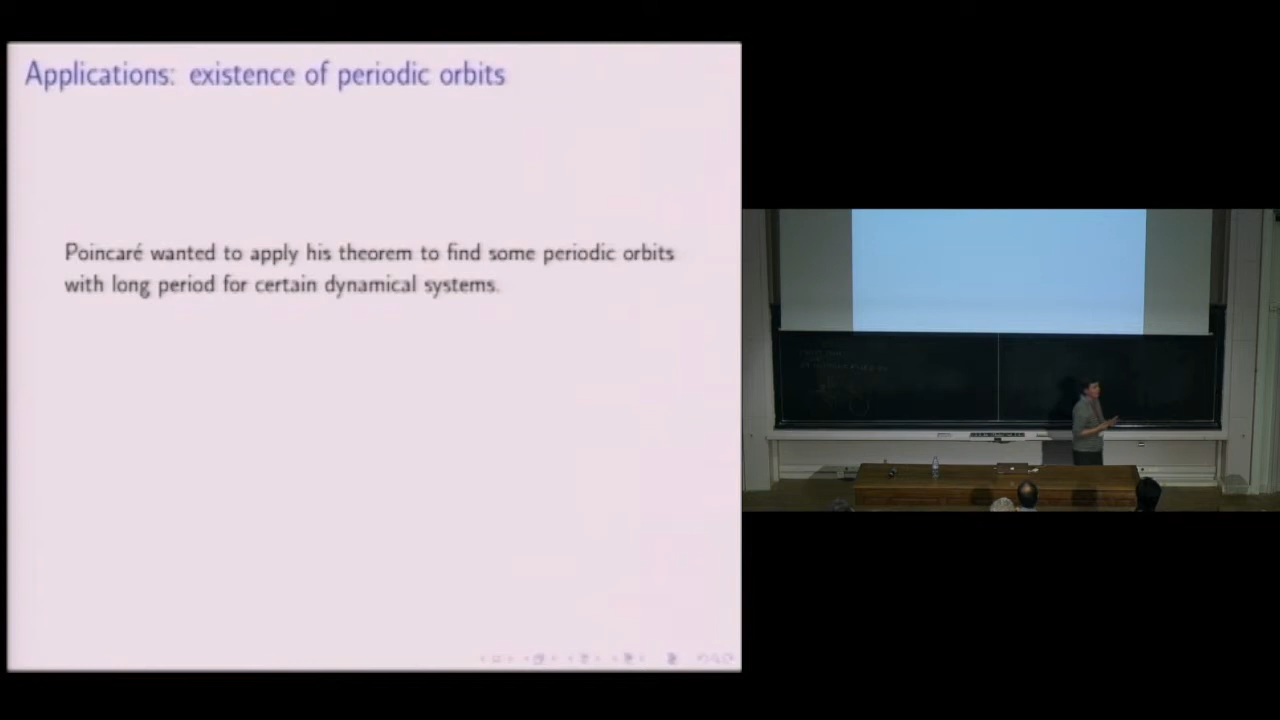 Applications: existence of periodic orbits
Poincaré wanted to apply his theorem to find some periodic orbits
with long period for certain dynamical systems.